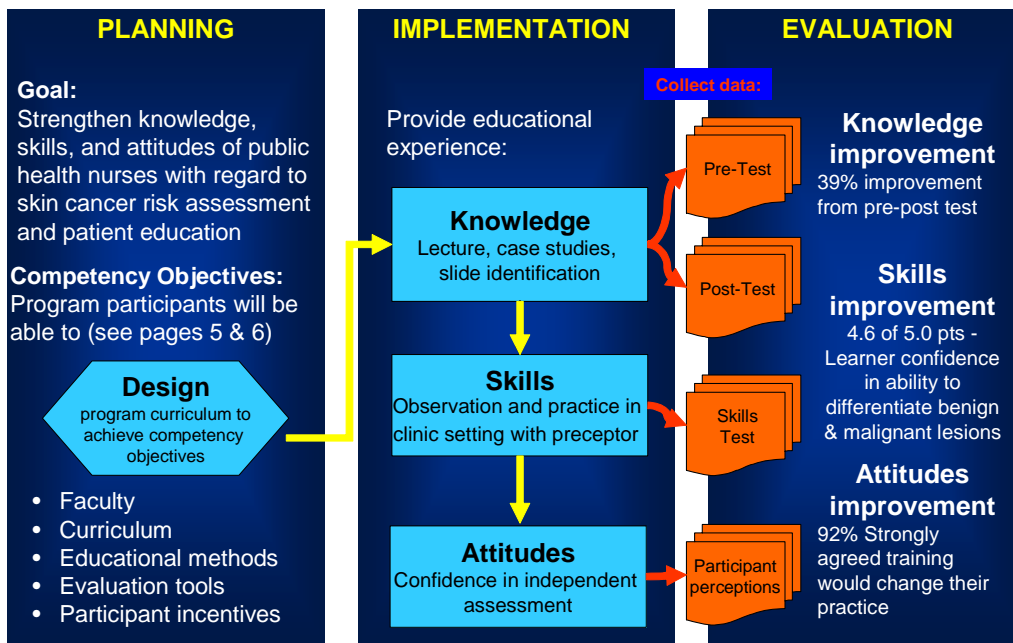 PLANNING
Goal:
Strengthen knowledge,
skills, and attitudes of public
health nurses with regard to
skin cancer risk assessment
and patient education
Competency Objectives:
Program participants will be
able to (see pages 5 & 6)
Design
program curriculum to
achieve competency
objectives
• Faculty
• Curriculum
• Educational methods
• Evaluation tools
• Participant incentives
IMPLEMENTATION
Provide educational
experience:
Knowledge
Lecture, case studies,
slide identification
Skills
Observation and practice in
clinic setting with preceptor
Attitudes
Confidence in independent
assessment
EVALUATION
Collect data:
Pre-Test
Post-Test
Skills
Test
Participant
perceptions
Knowledge
improvement
39% improvement
from pre-post test
Skills
improvement
4.6 of 5.0 pts -
Learner confidence
in ability to
differentiate benign
& malignant lesions
Attitudes
improvement
92% Strongly
agreed training
would change their
practice